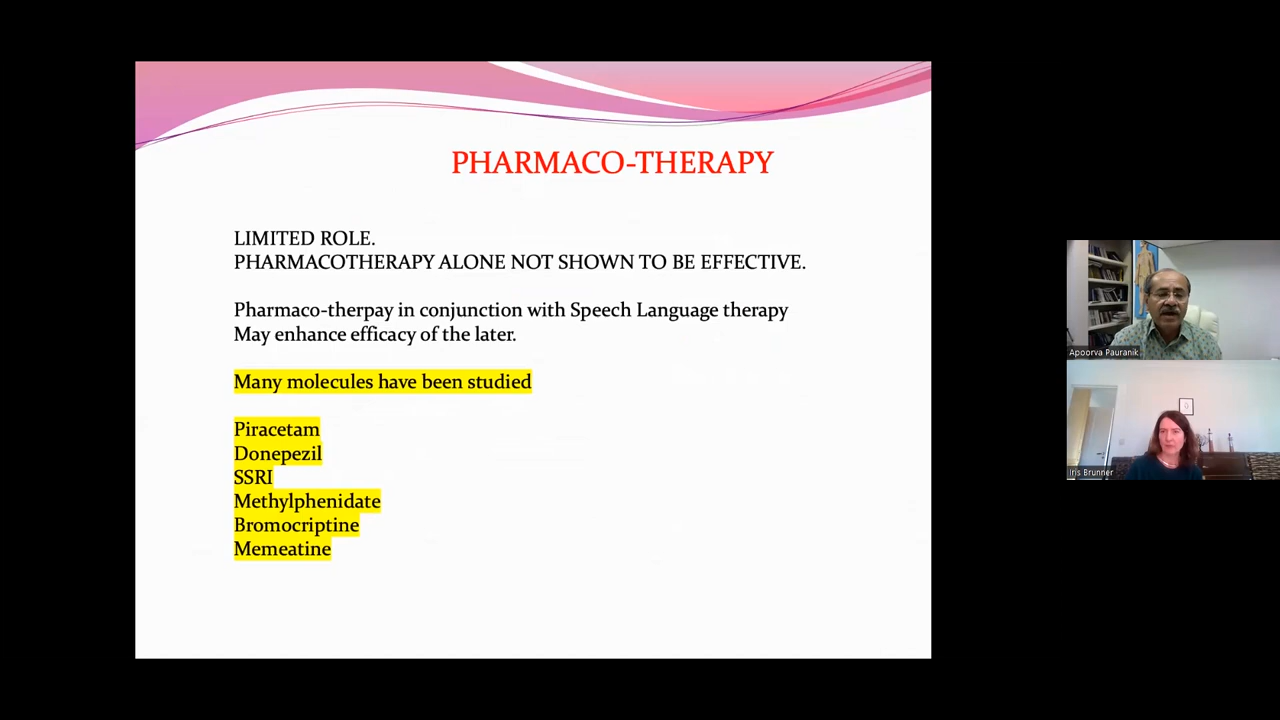 PHARMACO-THERAPY
LIMITED ROLE.
PHARMACOTHERAPY ALONE NOT SHOWN TO BE EFFECTIVE.
Pharmaco-therpay in conjunction with Speech Language therapy
May enhance efficacy of the later.
Many molecules have been studied
Piracetam
Donepezil
SSRI
Methylphenidate
Bromocriptine
Memeatine
Apoorva Pauranik
Iris Brunner